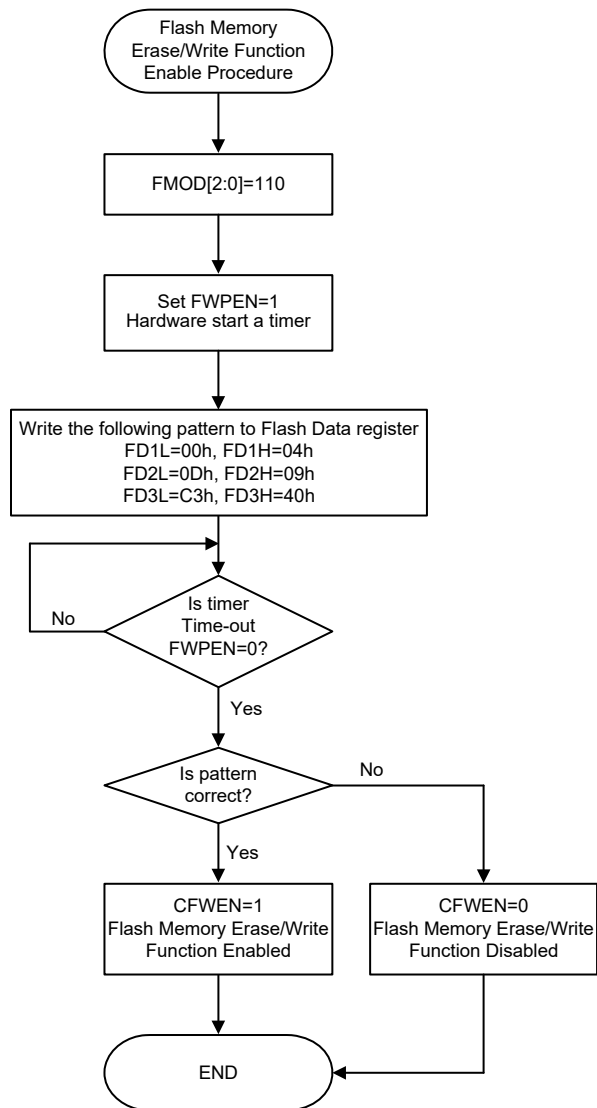 Flash Memory
Erase/Write Function
Enable Procedure
FMOD[2:0]=110
Set FWPEN=1
Hardware start a timer
Write the following pattern to Flash Data register
FD1L=00h, FD1H=04h
FD2L=0Dh, FD2H=09h
FD3L=C3h, FD3H=40h
Is timer
Time-out
FWPEN=0?
No
Yes
Is pattern
correct?
No
Yes
CFWEN=1
Flash Memory Erase/Write
Function Enabled
CFWEN=0
Flash Memory Erase/Write
Function Disabled
END